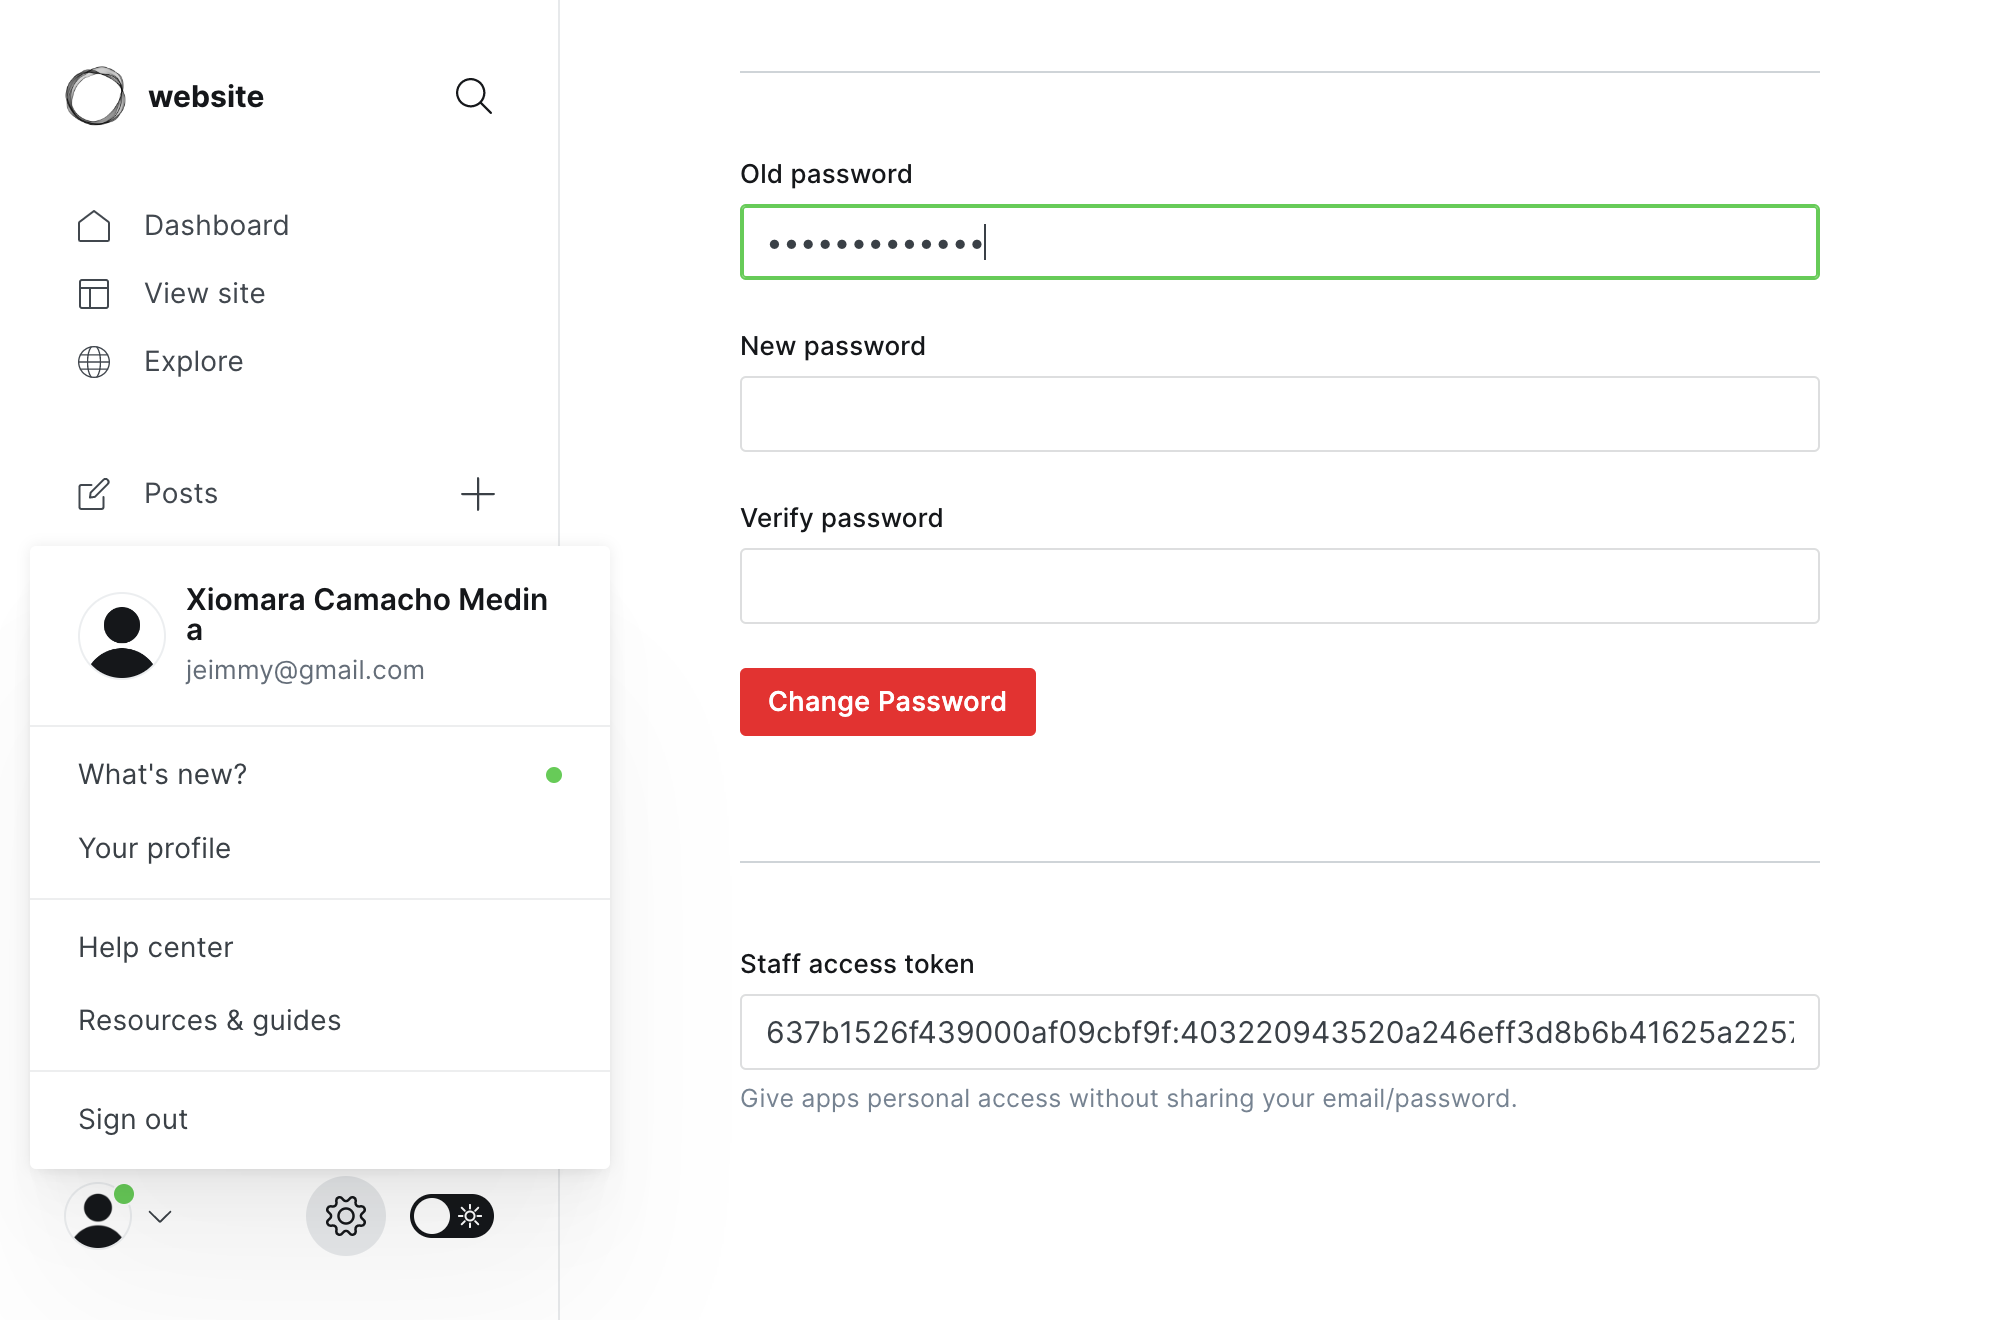 website
Dashboard
View site
Explore
Posts
Xiomara Camacho Medin
a
jeimmy@gmail.com
What's new?
Your profile
Help center
Resources & guides
Sign out
Old password
•••••••••••••
New password
Verify password
Change Password
Staff access token
637b1526f439000af09cbf9f:403220943520a246eff3d8b6b41625a2257
Give apps personal access without sharing your email/password.